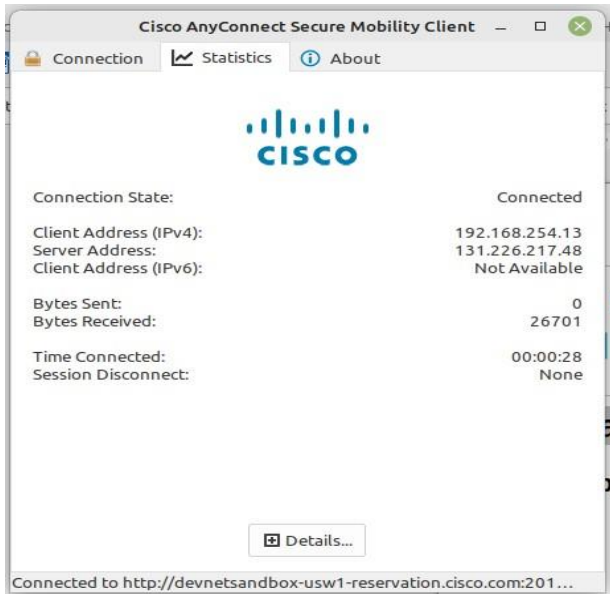 Cisco AnyConnect Secure Mobility Client
Connection Statistics About
CISCO
Connection State: Connected
Client Address (IPv4): 192.168.254.13
Server Address: 131.226.217.48
Client Address (IPv6): Not Available
Bytes Sent: 0
Bytes Received: 26701
Time Connected: 00:00:28
Session Disconnect: None
Details...
Connected to http://devnetsandbox-usw1-reservation.cisco.com:201...